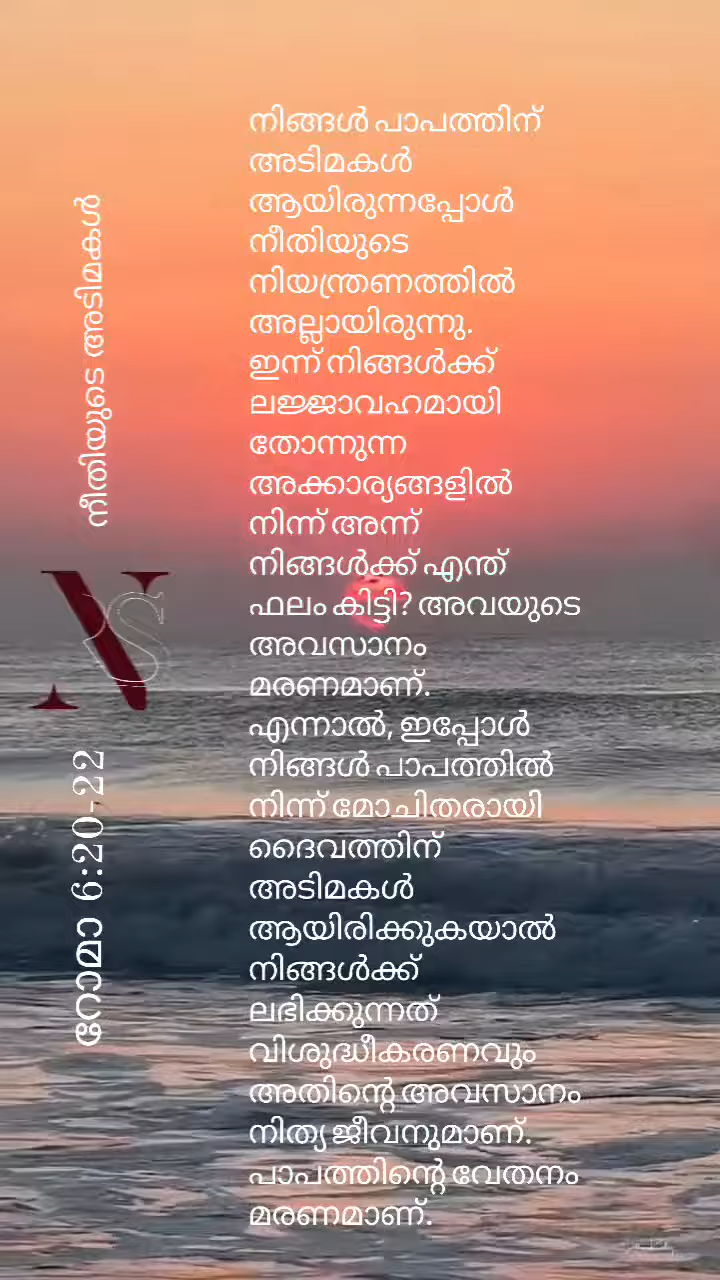 നീതിയുടെ അടിമകൾ
NS
റോമാ 6:20-22
നിങ്ങൾ പാപത്തിന്
അടിമകൾ
ആയിരുന്നപ്പോൾ
നീതിയുടെ
നിയന്ത്രണത്തിൽ
അല്ലായിരുന്നു.
ഇന്ന് നിങ്ങൾക്ക്
ലജ്ജാവഹമായി
തോന്നുന്ന
അക്കാര്യങ്ങളിൽ
നിന്ന് അന്ന്
നിങ്ങൾക്ക് എന്ത്
ഫലം കിട്ടി? അവയുടെ
അവസാനം
മരണമാണ്.
എന്നാൽ, ഇപ്പോൾ
നിങ്ങൾ പാപത്തിൽ
നിന്ന് മോചിതരായി
ദൈവത്തിന്
അടിമകൾ
ആയിരിക്കുകയാൽ
നിങ്ങൾക്ക്
ലഭിക്കുന്നത്
വിശുദ്ധീകരണവും
അതിന്റെ അവസാനം
നിത്യ ജീവനുമാണ്.
പാപത്തിന്റെ വേതനം
മരണമാണ്.